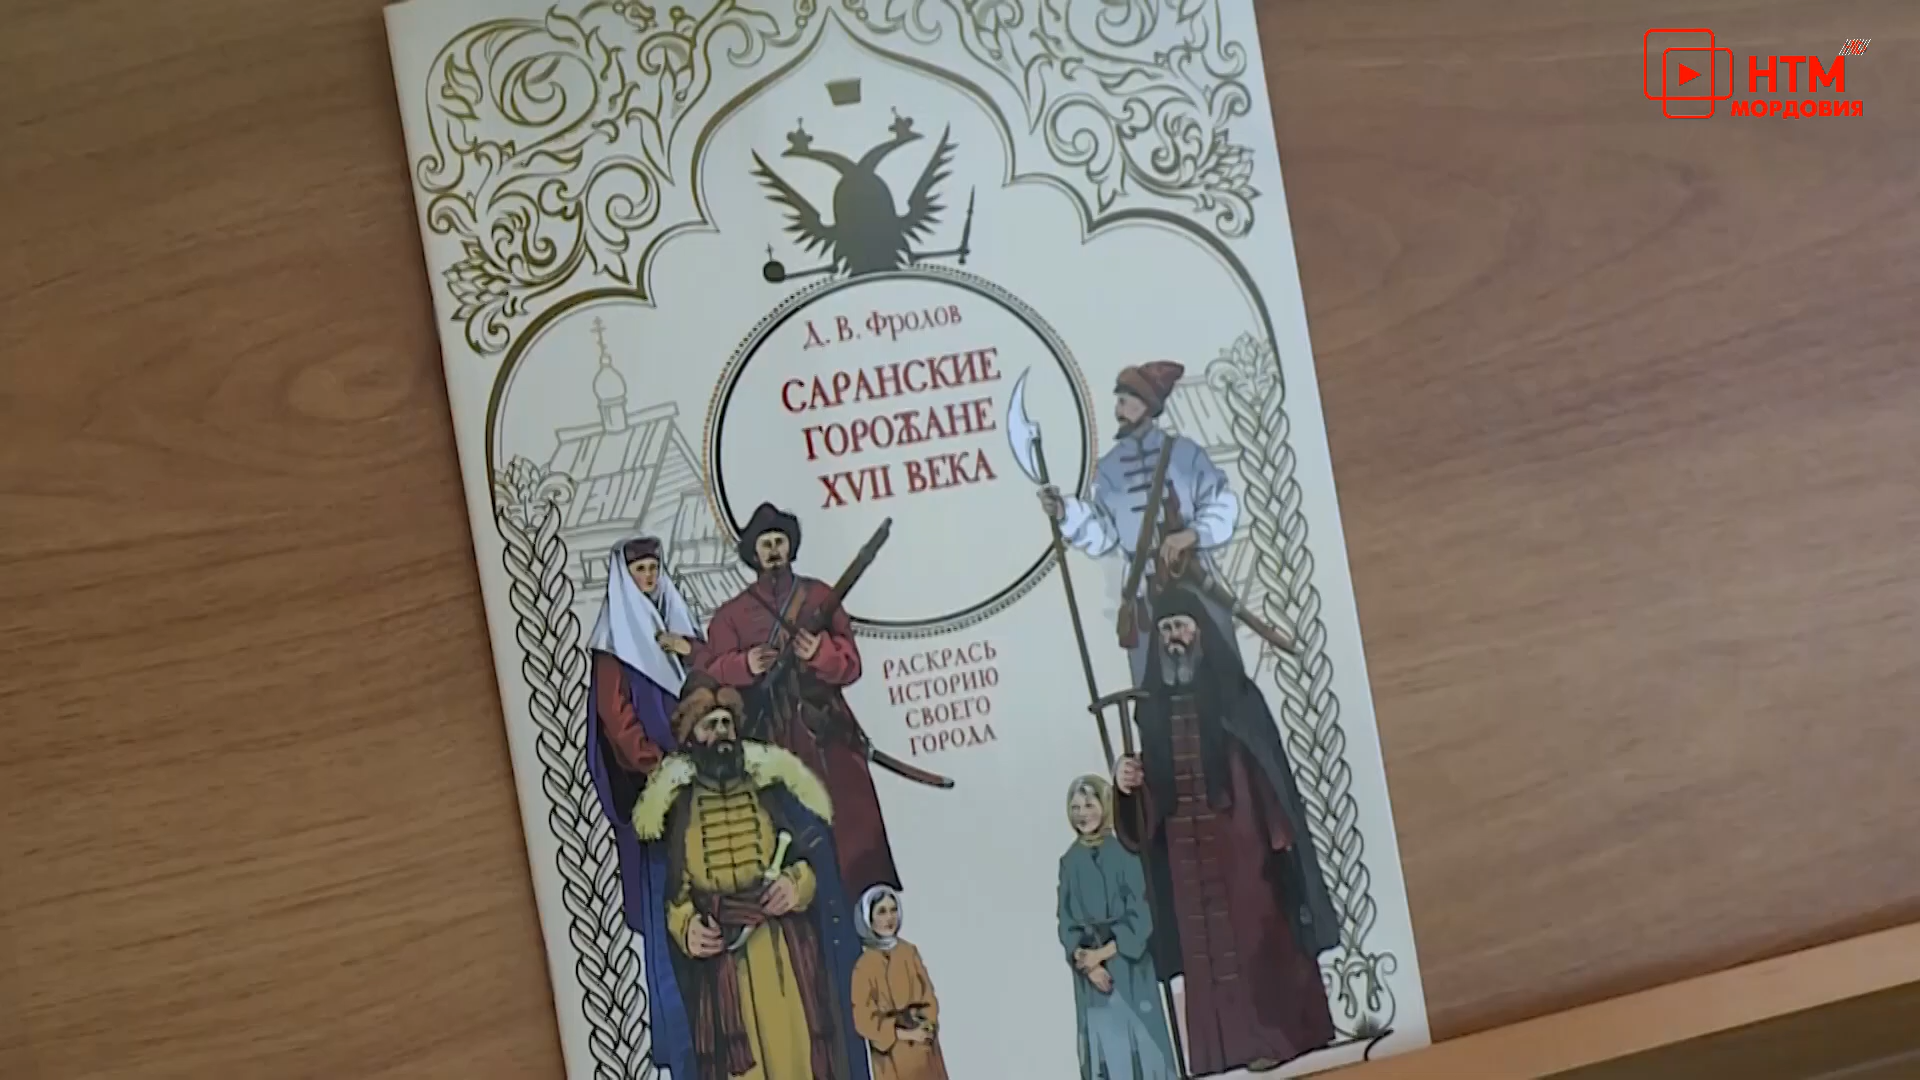 НТМ
МОРДОВИЯ
Д. В. Фролов
САРАНСКИЕ
ГОРОЖАНЕ
XVII ВЕКА
РАСКРАСЬ
ИСТОРИЮ
СВОЕГО
ГОРОДА